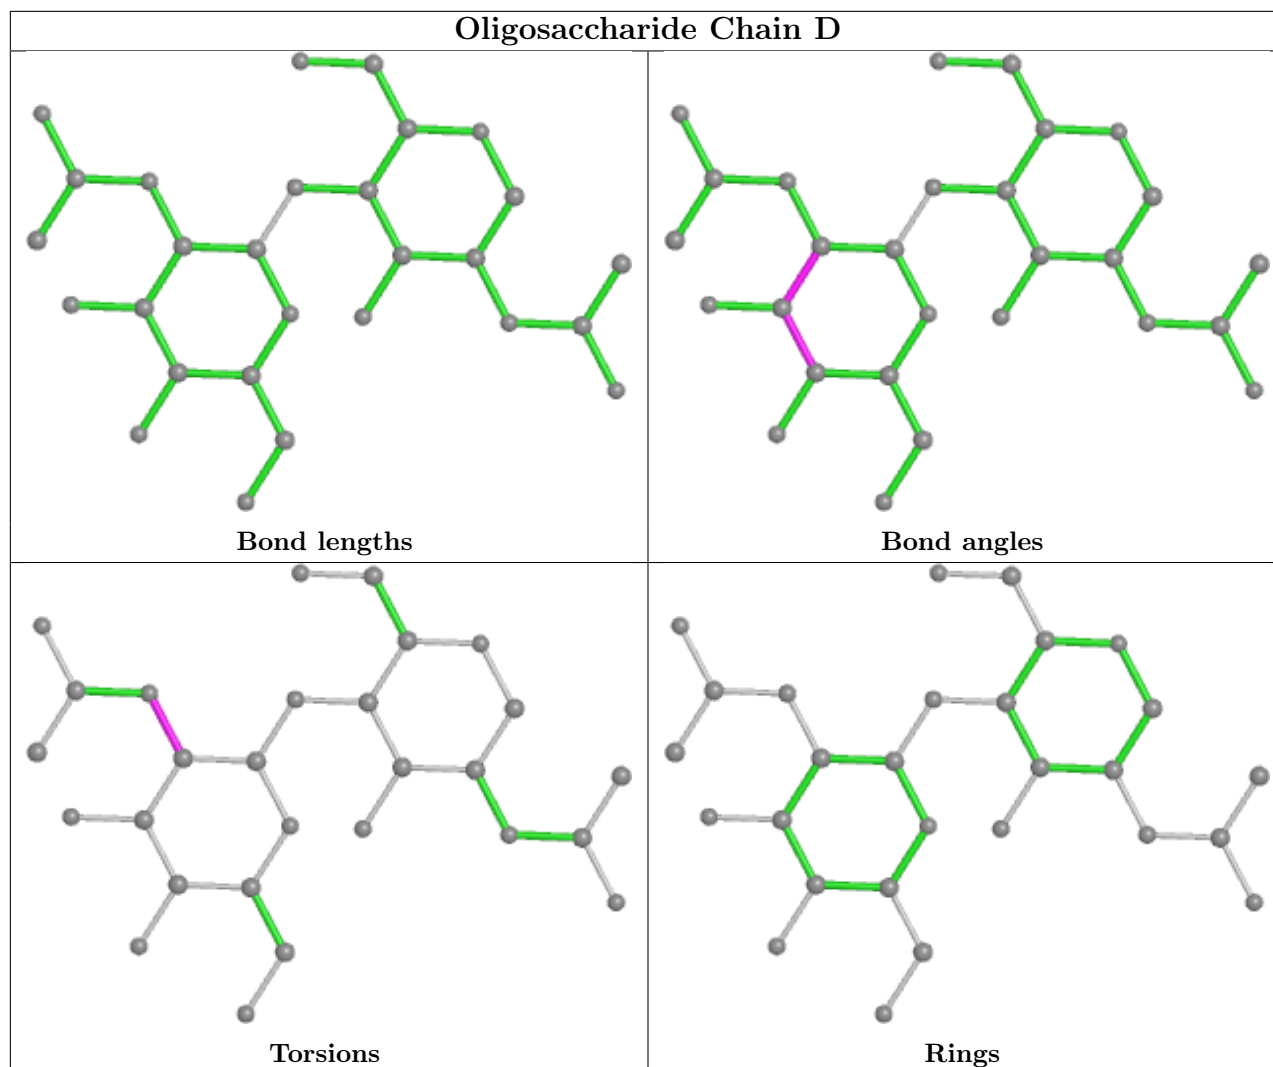 Oligosaccharide Chain D
Bond lengths
Bond angles
Torsions
Rings